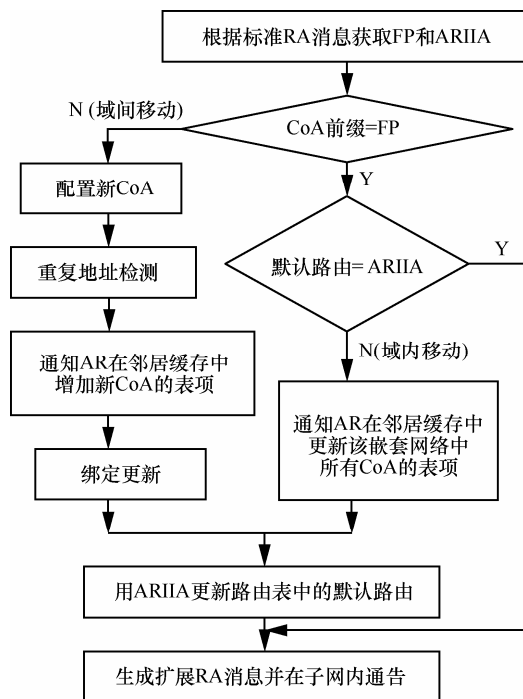 根据标准RA消息获取FP和ARIIA
N (域间移动)
CoA前缀=FP
Y
配置新CoA
默认路由=ARIIA
Y
重复地址检测
N(域内移动)
通知AR在邻居缓存中
增加新CoA的表项
通知AR在邻居缓存中
更新该嵌套网络中
所有CoA的表项
绑定更新
用ARIIA更新路由表中的默认路由
生成扩展RA消息并在子网内通告